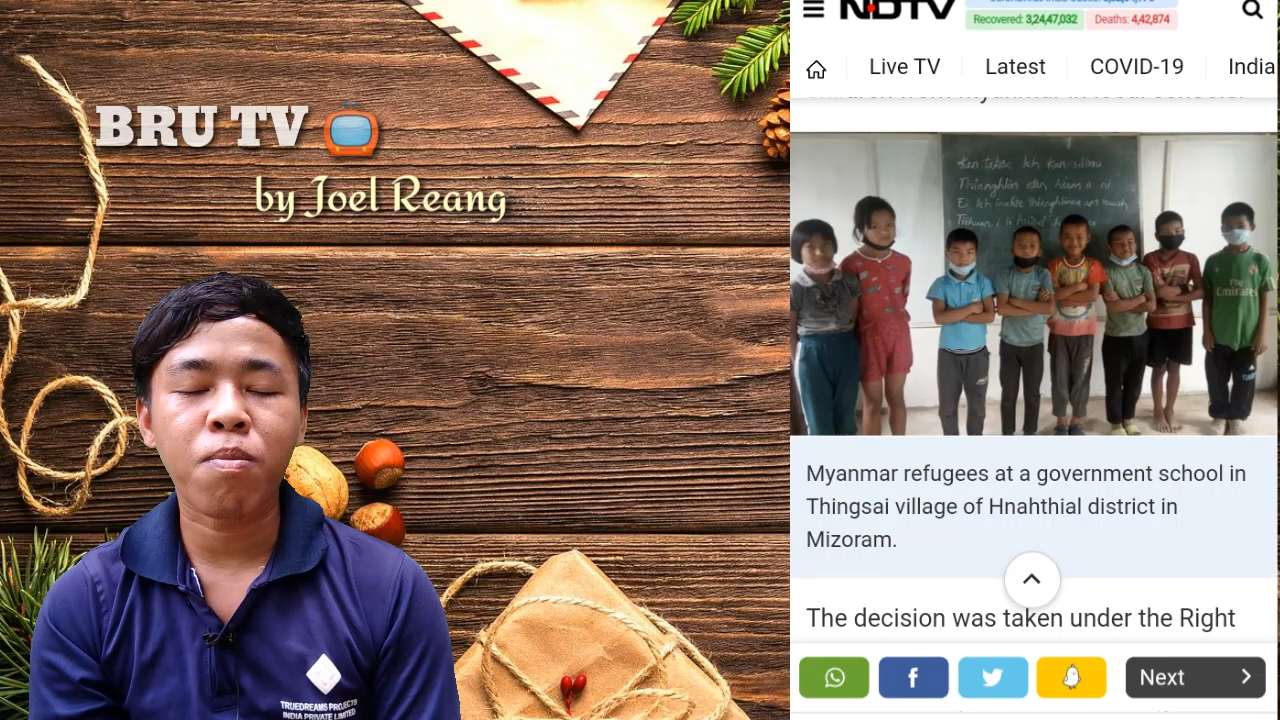 BRU TV
by Joel Reang
TRUEDREAMS PROJECTS
INDIA PRIVATE LIMITED
NDTV
Recovered: 3,24,47,032
Deaths: 4,42,874
Live TV
Latest
COVID-19
India
Emirates
Myanmar refugees at a government school in
Thingsai village of Hnahthial district in
Mizoram.
The decision was taken under the Right
Next